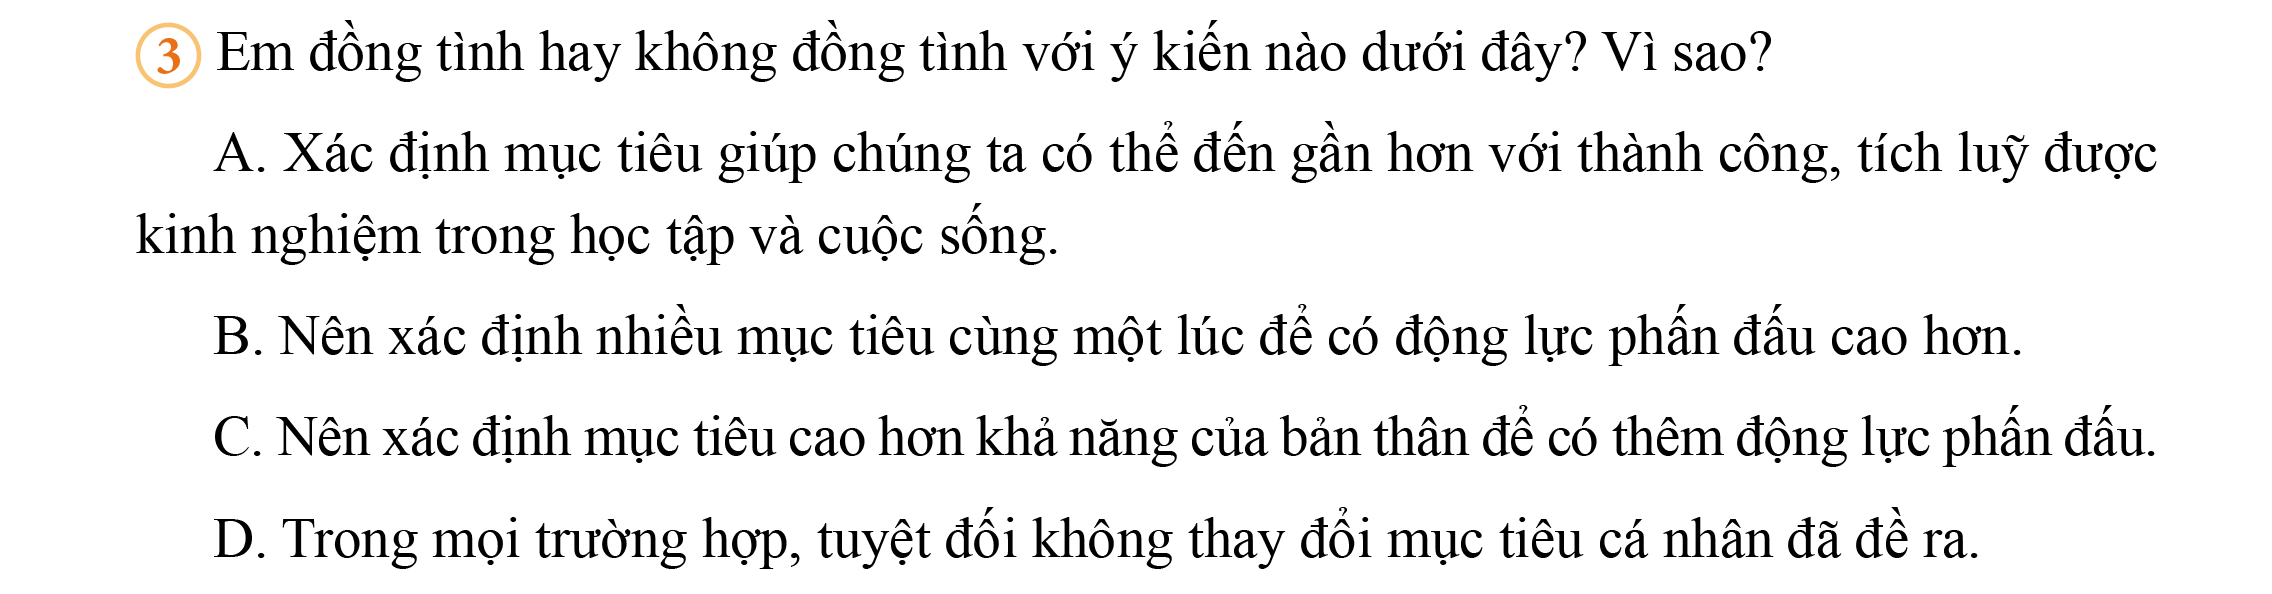 3 Em đồng tình hay không đồng tình với ý kiến nào dưới đây? Vì sao?
A. Xác định mục tiêu giúp chúng ta có thể đến gần hơn với thành công, tích luỹ được
kinh nghiệm trong học tập và cuộc sống.
B. Nên xác định nhiều mục tiêu cùng một lúc để có động lực phấn đấu cao hơn.
C. Nên xác định mục tiêu cao hơn khả năng của bản thân để có thêm động lực phấn đấu.
D. Trong mọi trường hợp, tuyệt đối không thay đổi mục tiêu cá nhân đã đề ra.